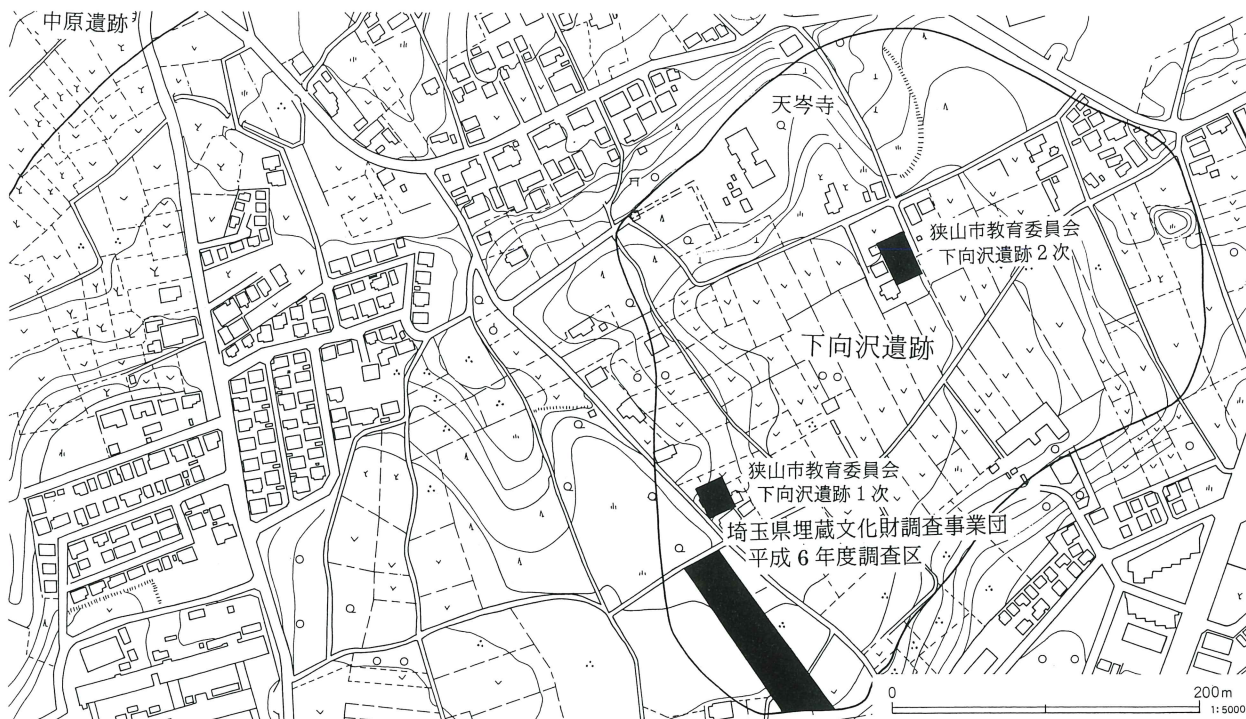 中原遺跡
天岑寺
狭山市教育委員会
下向沢遺跡2次
下向沢遺跡
狭山市教育委員会
下向沢遺跡1次
埼玉県埋蔵文化財調査事業団
平成6年度調査区
0
200m
1:5000